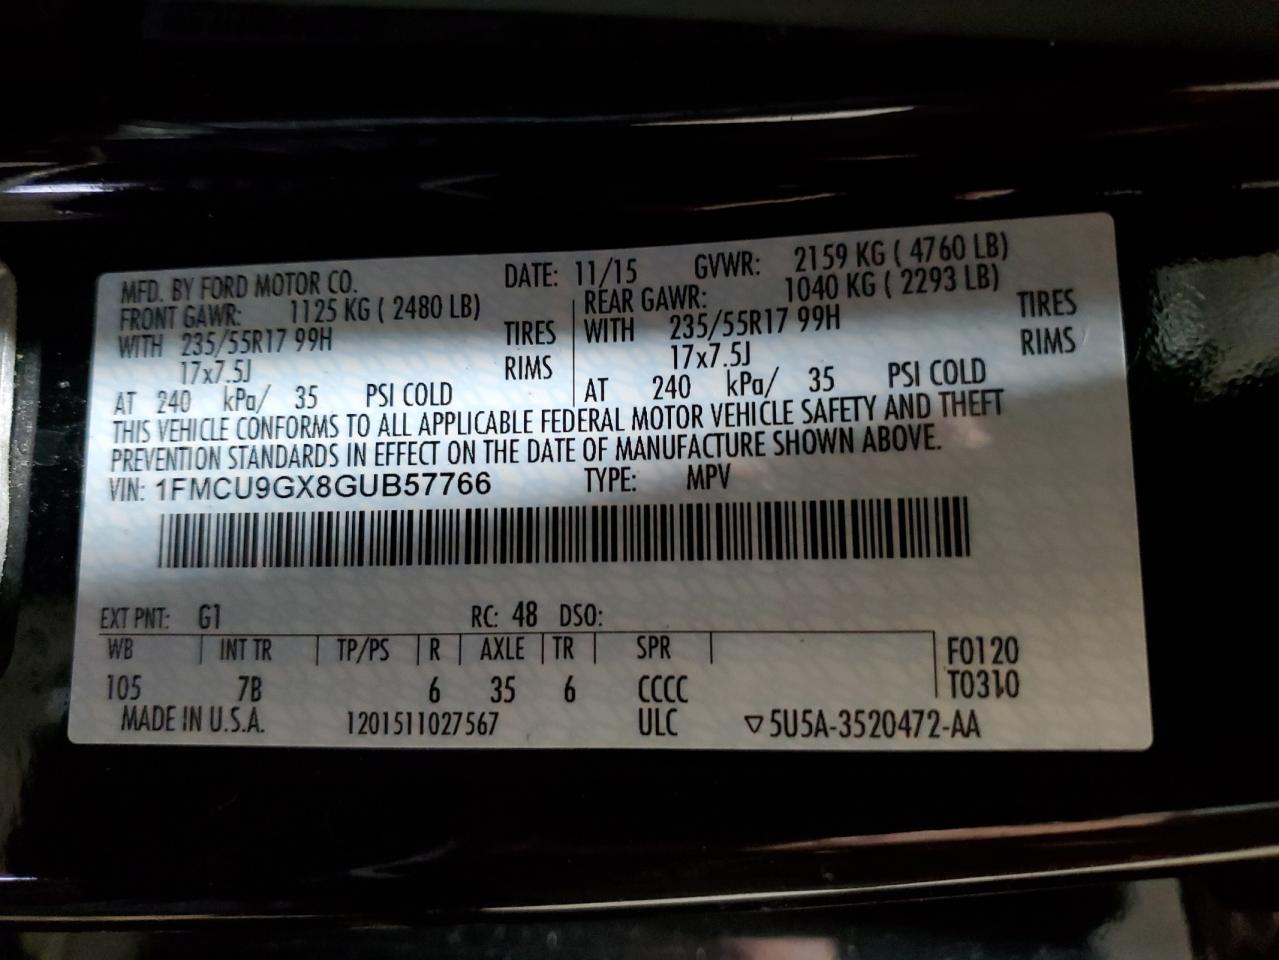 MFD. BY FORD MOTOR CO. DATE: 11/15 GVWR: 2159 KG ( 4760 LB)
FRONT GAWR: 1125 KG ( 2480 LB) REAR GAWR: 1040 KG ( 2293 LB)
WITH 235/55R17 99H TIRES WITH 235/55R17 99H TIRES
17x7.5J RIMS 17x7.5J RIMS
AT 240 kPa/ 35 PSI COLD AT 240 kPa/ 35 PSI COLD
THIS VEHICLE CONFORMS TO ALL APPLICABLE FEDERAL MOTOR VEHICLE SAFETY AND THEFT
PREVENTION STANDARDS IN EFFECT ON THE DATE OF MANUFACTURE SHOWN ABOVE.
VIN: 1FMCU9GX8GUB57766 TYPE: MPV
EXT PNT: G1 RC: 48 DSO:
WB INT TR TP/PS R AXLE TR SPR F0120
105 7B 6 35 6 CCCC T0310
MADE IN U.S.A. 1201511027567 ULC ▽5U5A-3520472-AA